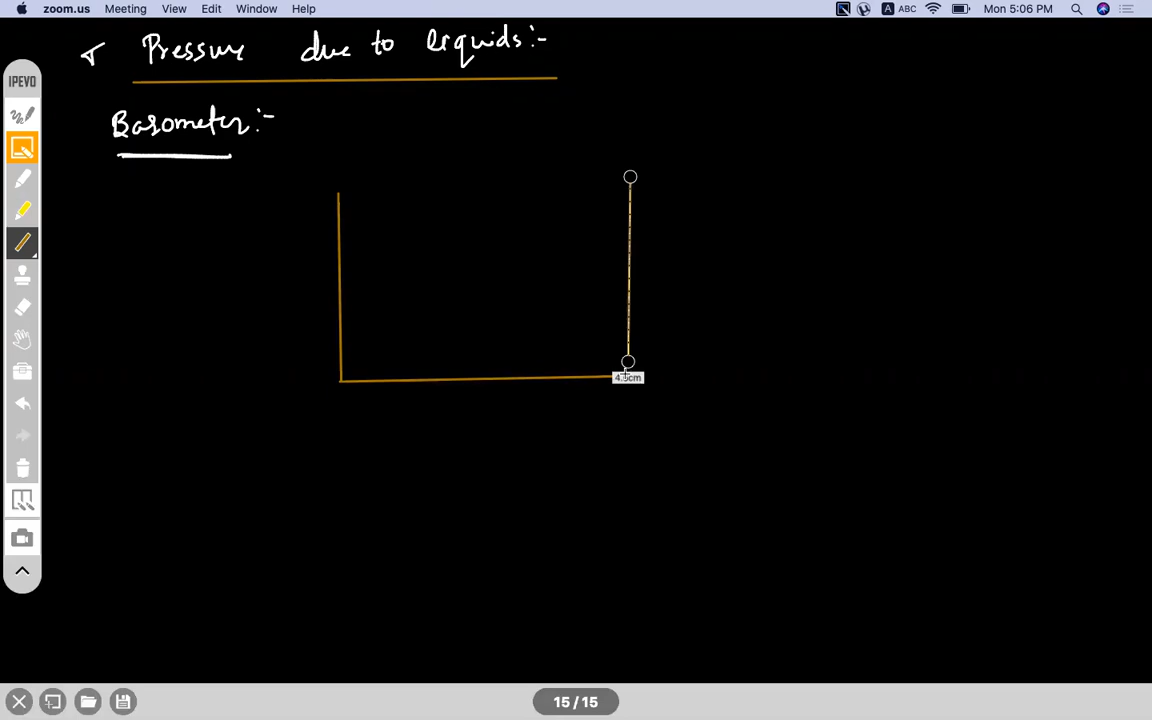 zoom.us Meeting View Edit Window Help A ABC Mon 5:06 PM
Pressure due to liquids:-
IPEVO
Barometer:-
15/15